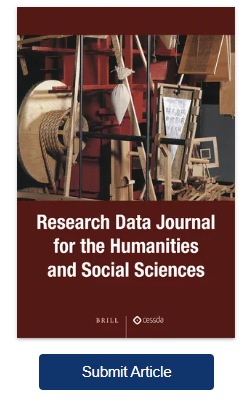 Research Data Journal
for the Humanities
and Social Sciences
BRILL
cessda
Submit Article